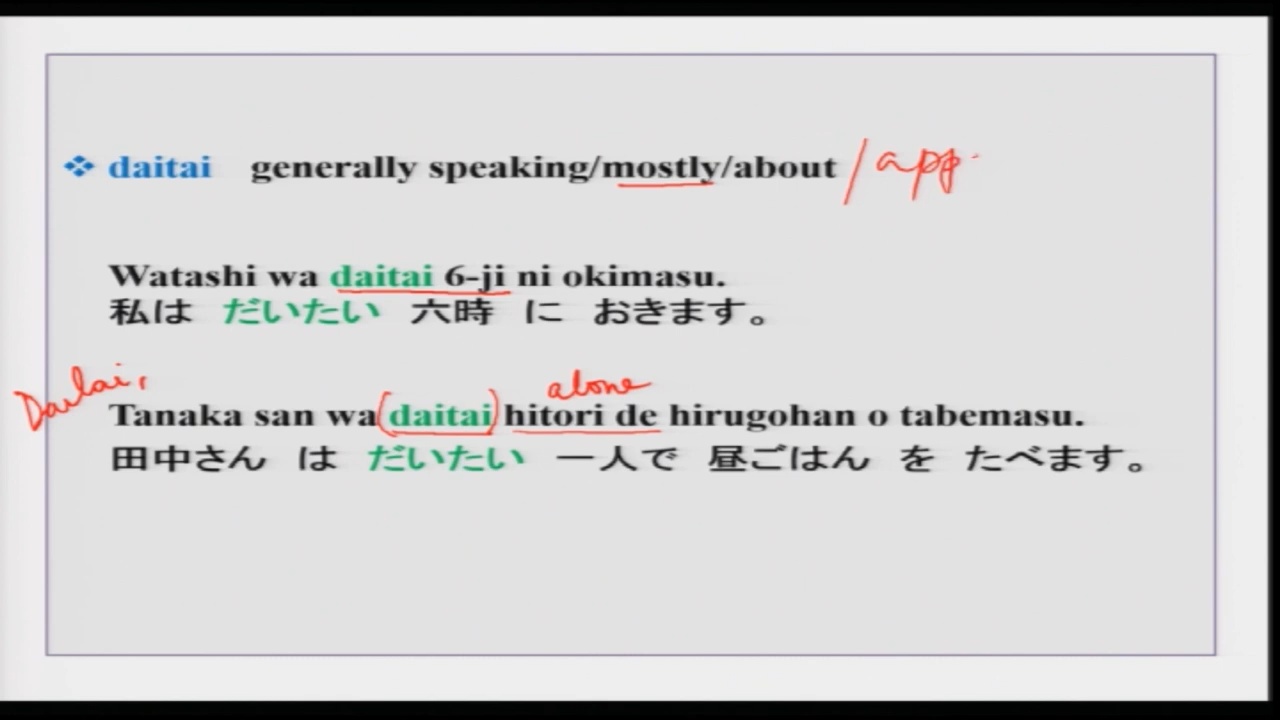 ❖ daitai generally speaking/mostly/about / app.
Watashi wa daitai 6-ji ni okimasu.
私は だいたい 六時 に おきます。
alone
Daitai,
Tanaka san wa (daitai) hitori de hirugohan o tabemasu.
田中さん は だいたい 一人で 昼ごはん を たべます。